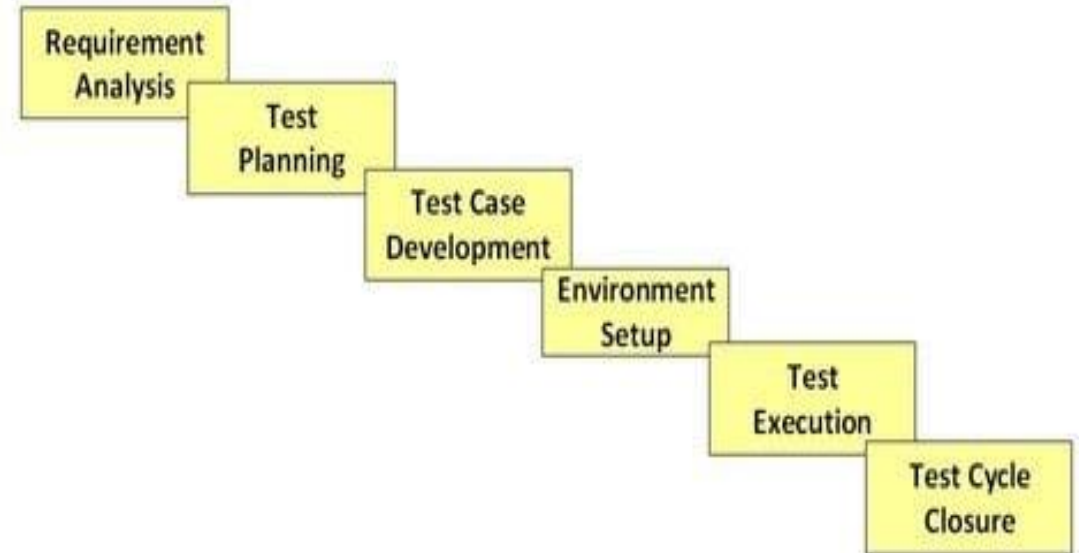 Requirement
Analysis
Test
Planning
Test Case
Development
Environment
Setup
Test
Execution
Test Cycle
Closure